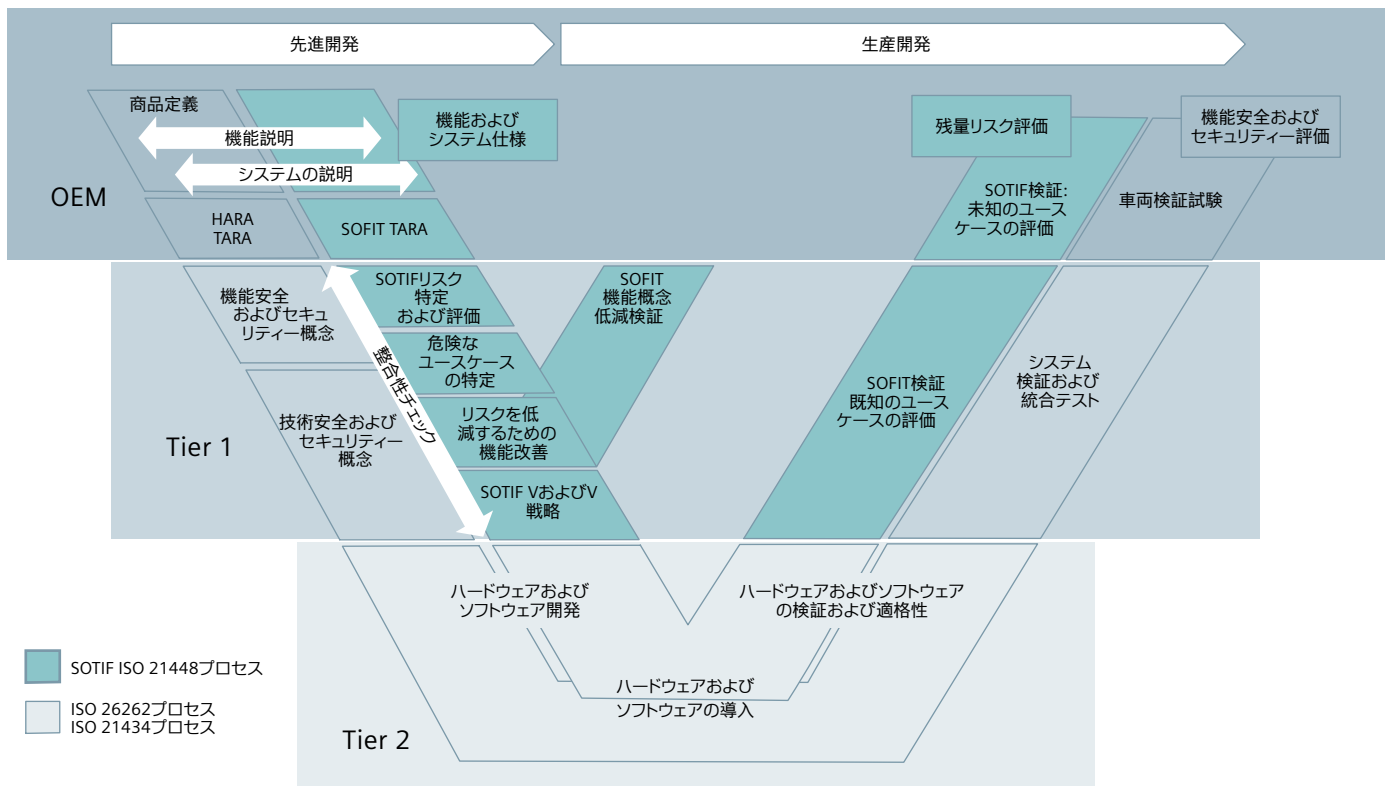 先進開発
生産開発
商品定義
機能説明
システムの説明
機能および
システム仕様
残量リスク評価
機能安全および
セキュリティー評価
OEM
HARA
TARA
SOFIT TARA
SOTIF検証:
未知のユース
ケースの評価
車両検証試験
機能安全
およびセキュ
リティー概念
SOTIFリスク
特定
および評価
SOFIT
機能概念
低減検証
整合性チェック
危険な
ユースケース
の特定
システム
検証および
統合テスト
SOFIT検証
既知のユース
ケースの評価
Tier 1
技術安全および
セキュリティー
概念
リスクを低
減するための
機能改善
SOTIF VおよびV
戦略
ハードウェアおよび
ソフトウェア開発
ハードウェアおよびソフトウェア
の検証および適格性
ハードウェアおよび
ソフトウェアの導入
Tier 2
SOTIF ISO 21448プロセス
ISO 26262プロセス
ISO 21434プロセス